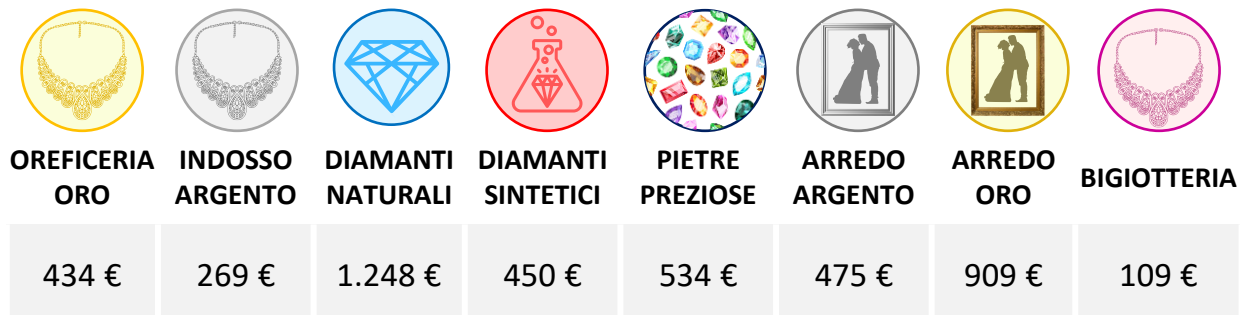 OREFICERIA
ORO
INDOSSO
ARGENTO
DIAMANTI
NATURALI
DIAMANTI
SINTETICI
PIETRE
PREZIOSE
ARREDO
ARGENTO
ARREDO
ORO
BIGIOTTERIA
434 €
269 €
1.248 €
450 €
534 €
475 €
909 €
109 €